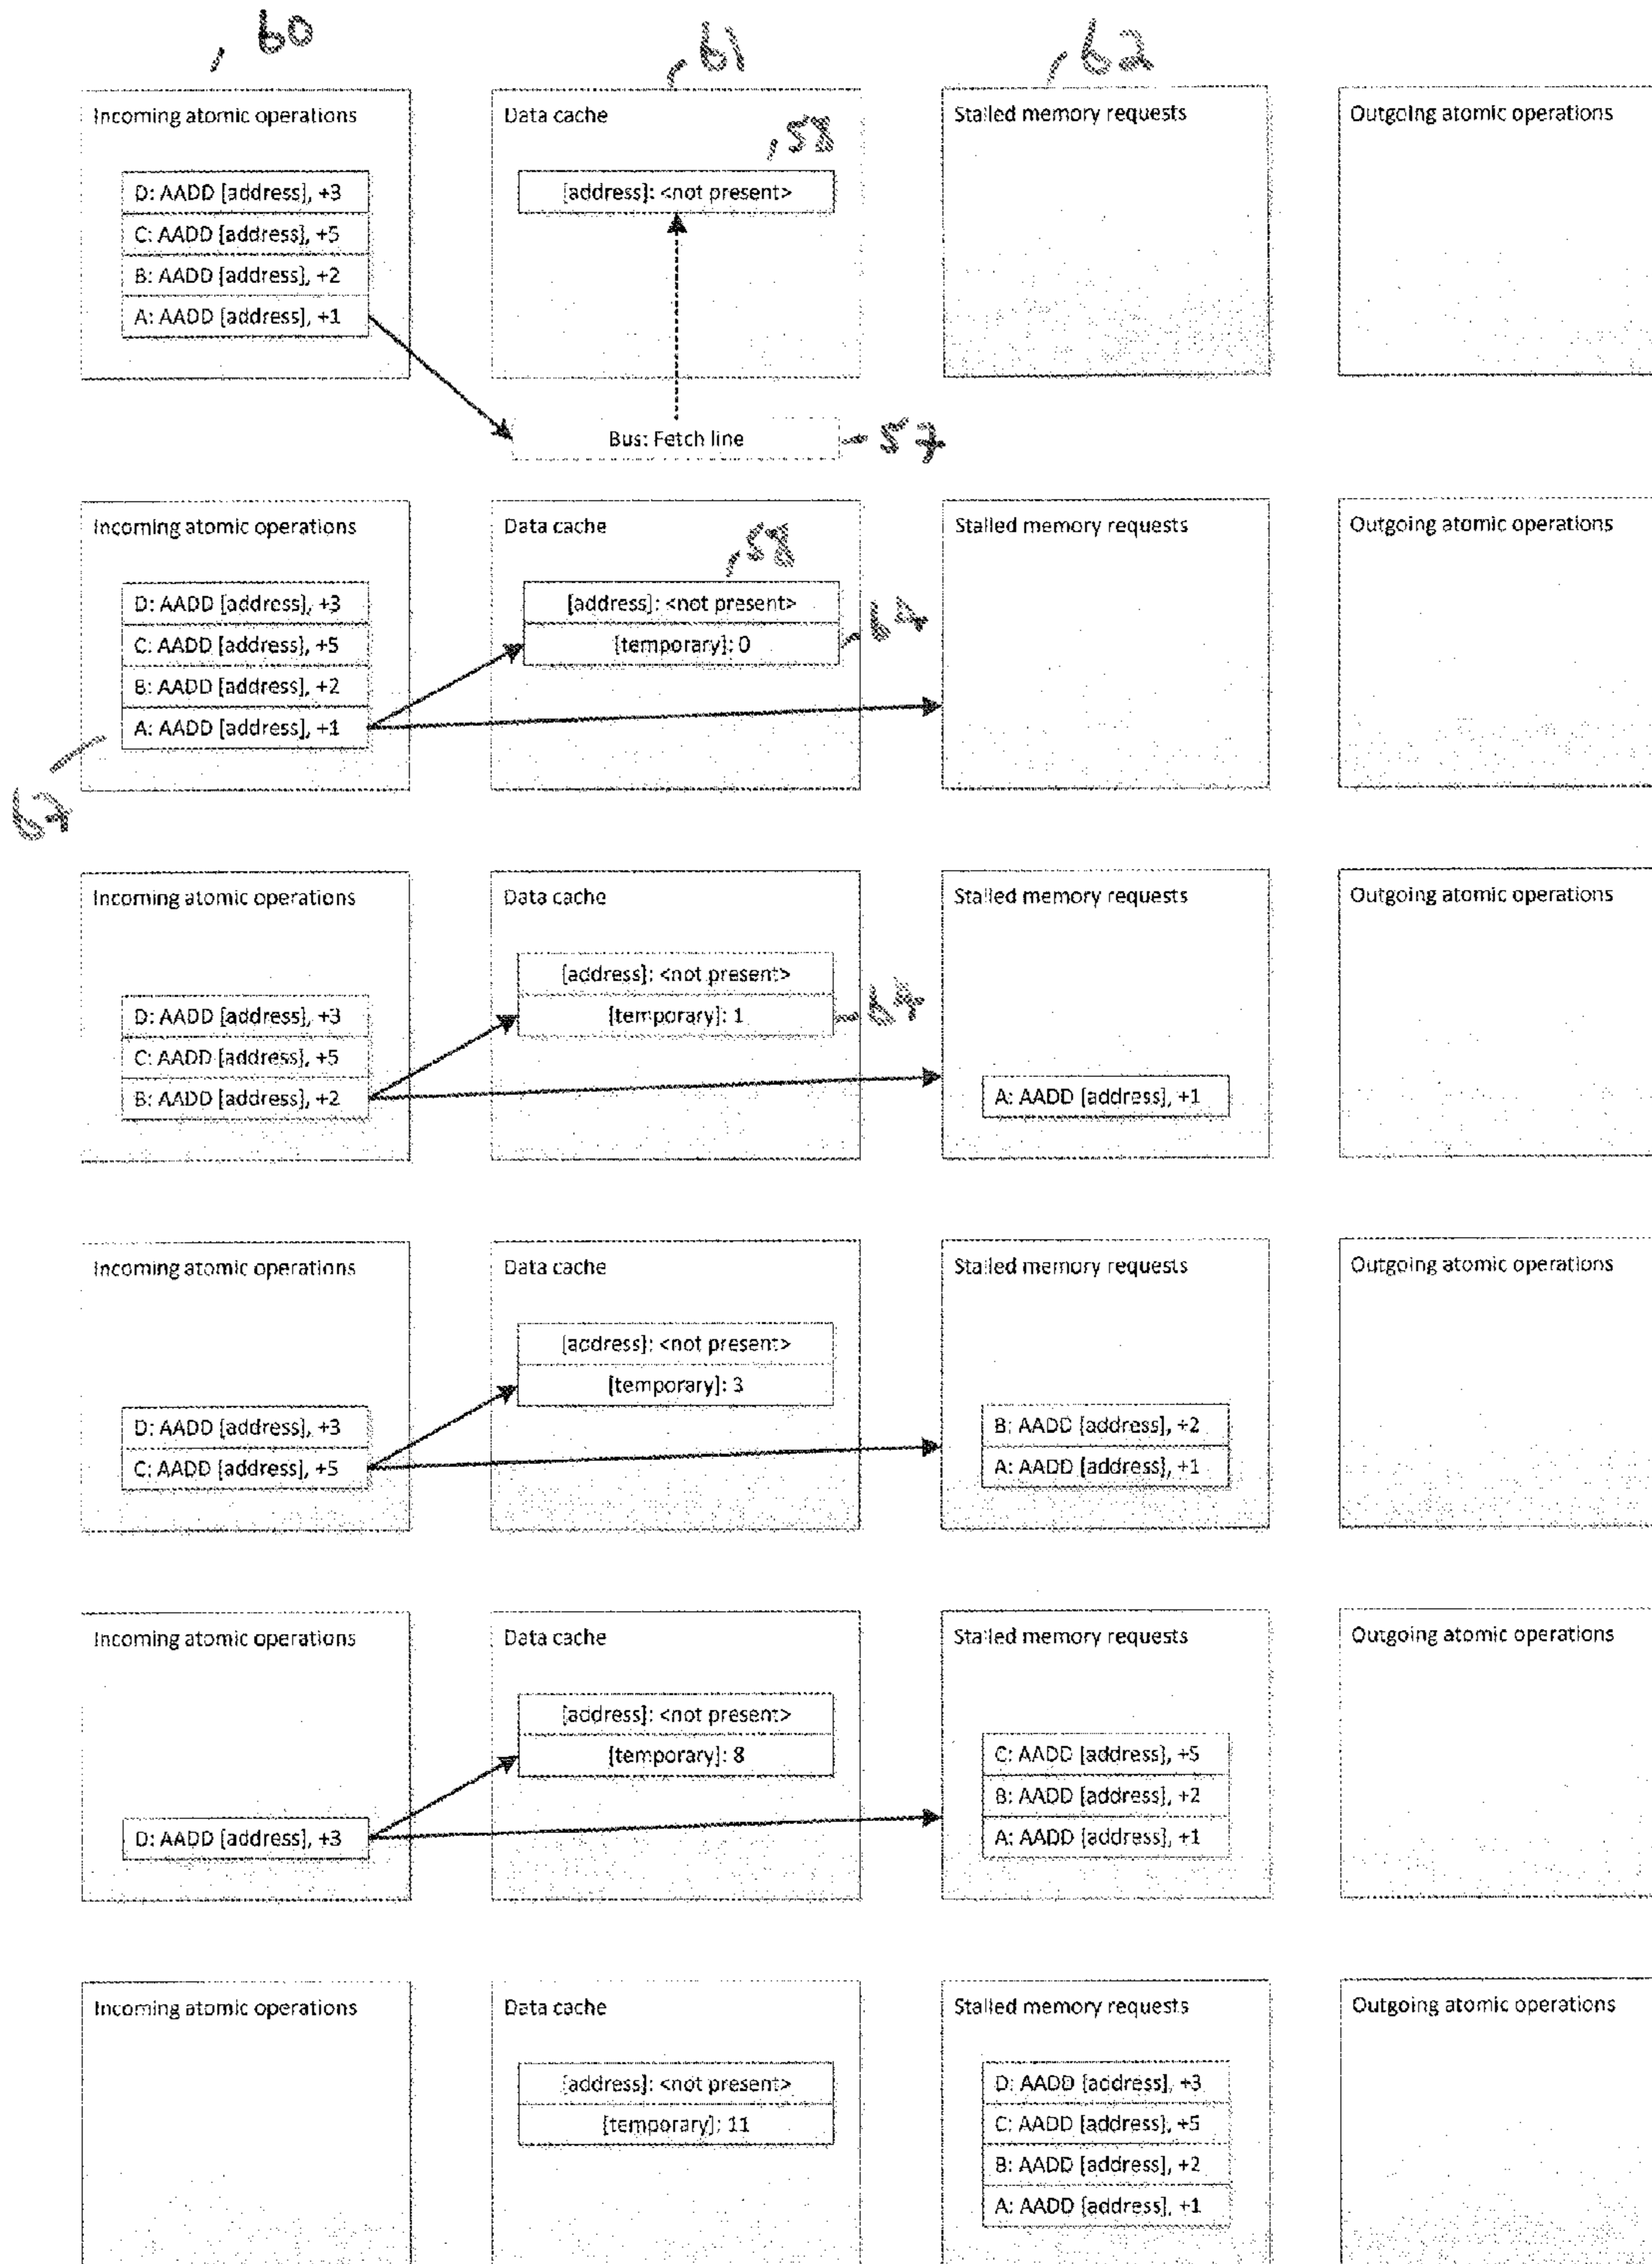 , 60
, 61
, 62
Incoming atomic operations
Data cache
Stalled memory requests
Outgoing atomic operations
, 58
D: AADD [address], +3
C: AADD [address], +5
B: AADD [address], +2
A: AADD [address], +1
[address]: <not present>
Bus: Fetch line
57
Incoming atomic operations
Data cache
Stalled memory requests
Outgoing atomic operations
, 58
D: AADD [address], +3
C: AADD [address], +5
B: AADD [address], +2
A: AADD [address], +1
[address]: <not present>
[temporary]: 0
64
67
Incoming atomic operations
Data cache
Stalled memory requests
Outgoing atomic operations
D: AADD [address], +3
C: AADD [address], +5
B: AADD [address], +2
[address]: <not present>
[temporary]: 1
64
A: AADD [address], +1
Incoming atomic operations
Data cache
Stalled memory requests
Outgoing atomic operations
D: AADD [address], +3
C: AADD [address], +5
[address]: <not present>
[temporary]: 3
B: AADD [address], +2
A: AADD [address], +1
Incoming atomic operations
Data cache
Stalled memory requests
Outgoing atomic operations
D: AADD [address], +3
[address]: <not present>
[temporary]: 8
C: AADD [address], +5
B: AADD [address], +2
A: AADD [address], +1
Incoming atomic operations
Data cache
Stalled memory requests
Outgoing atomic operations
[address]: <not present>
[temporary]: 11
D: AADD [address], +3
C: AADD [address], +5
B: AADD [address], +2
A: AADD [address], +1